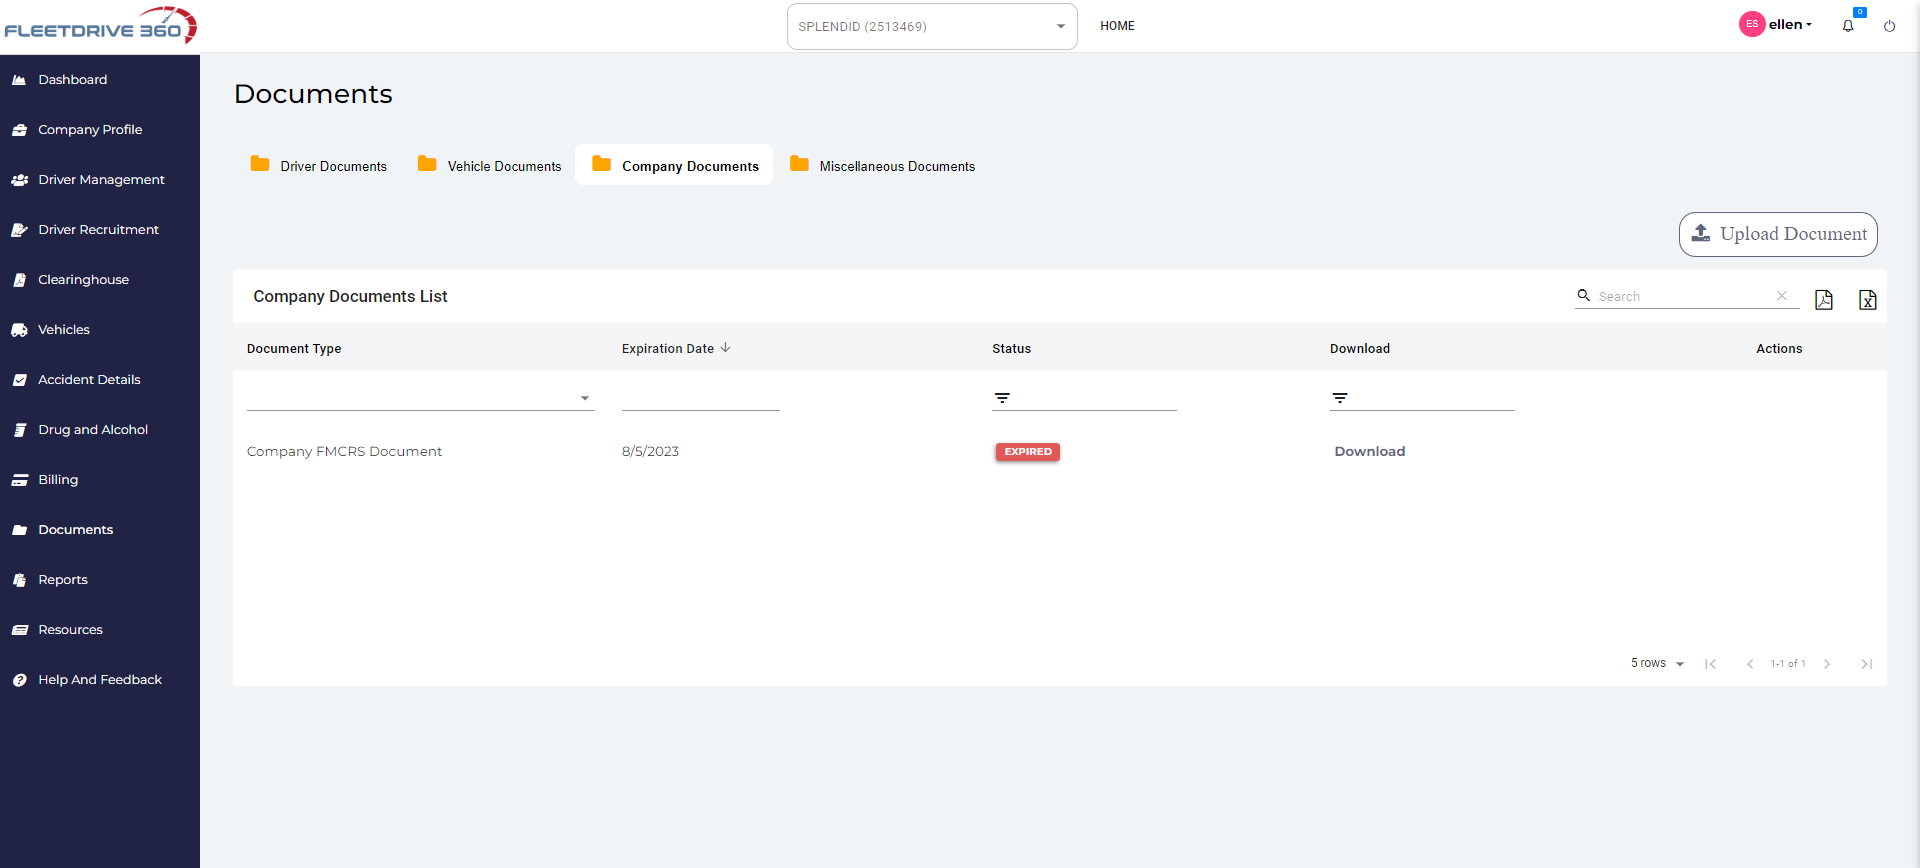 FLEETDRIVE 360
SPLENDID (2513469)
HOME
ES
ellen
0
Dashboard
Company Profile
Driver Management
Driver Recruitment
Clearinghouse
Vehicles
Accident Details
Drug and Alcohol
Billing
Documents
Reports
Resources
Help And Feedback
Documents
Driver Documents
Vehicle Documents
Company Documents
Miscellaneous Documents
Upload Document
Company Documents List
Search
Document Type
Expiration Date
Status
Download
Actions
Company FMCRS Document
8/5/2023
EXPIRED
Download
5 rows
1-1 of 1